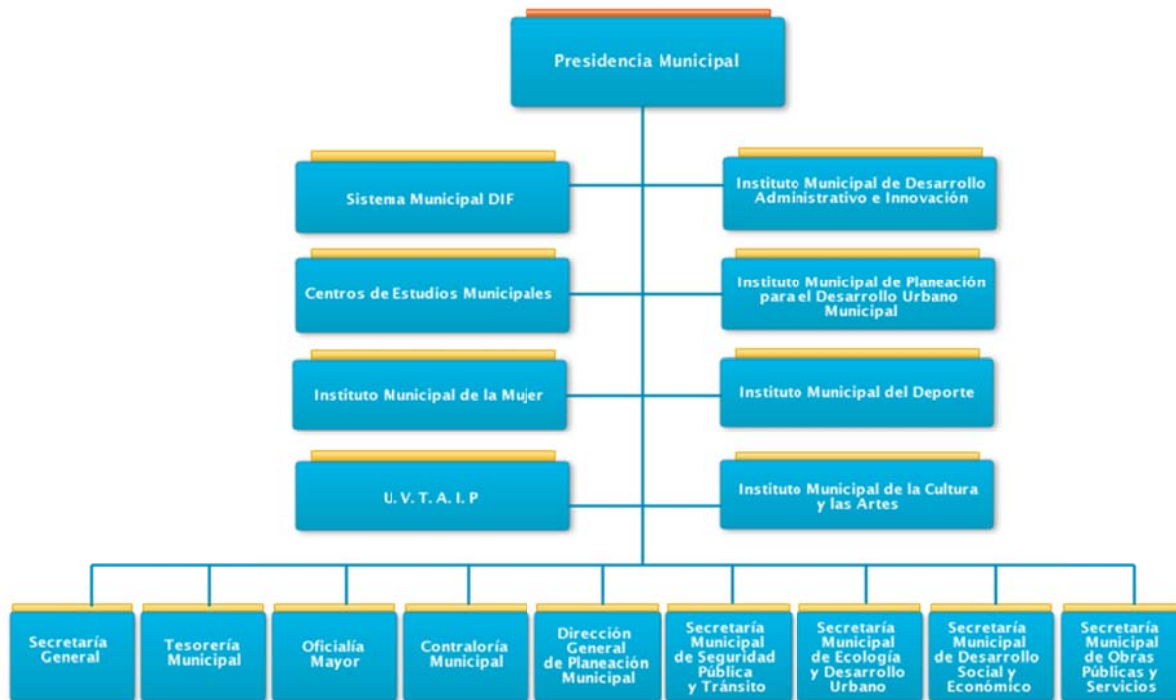 Presidencia Municipal
Sistema Municipal DIF
Instituto Municipal de Desarrollo
Administrativo e Innovación
Centros de Estudios Municipales
Instituto Municipal de Planeación
para el Desarrollo Urbano
Municipal
Instituto Municipal de la Mujer
Instituto Municipal del Deporte
U. V. T. A. I. P
Instituto Municipal de la Cultura
y las Artes
Secretaría
General
Tesorería
Municipal
Oficialía
Mayor
Contraloría
Municipal
Dirección
General
de Planeación
Municipal
Secretaría
Municipal
de Seguridad
Pública
y Tránsito
Secretaría
Municipal
de Ecología
y Desarrollo
Urbano
Secretaría
Municipal
de Desarrollo
Social y
Económico
Secretaría
Municipal
de Obras
Públicas y
Servicios